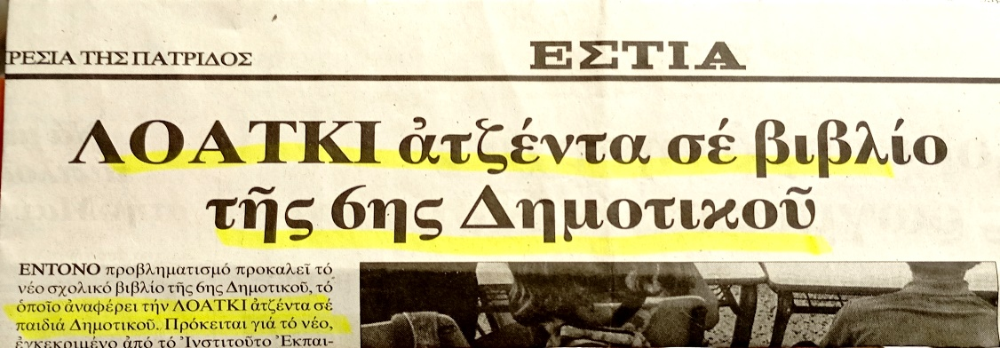 ΡΕΣΙΑ ΤΗΣ ΠΑΤΡΙΔΟΣ
ΕΣΤΙΑ
ΛΟΑΤΚΙ ἀτζέντα σέ βιβλίο
τῆς 6ης Δημοτικοῦ
ΕΝΤΟΝΟ προβληματισμό προκαλεῖ τό
νέο σχολικό βιβλίο τῆς 6ης Δημοτικοῦ, τό
ὁποῖο ἀναφέρει τήν ΛΟΑΤΚΙ ἀτζέντα σέ
παιδιά Δημοτικοῦ. Πρόκειται γιά τό νέο,
ἐγκεκριμένο ἀπό τό Ἰνστιτοῦτο Ἐκπαι-